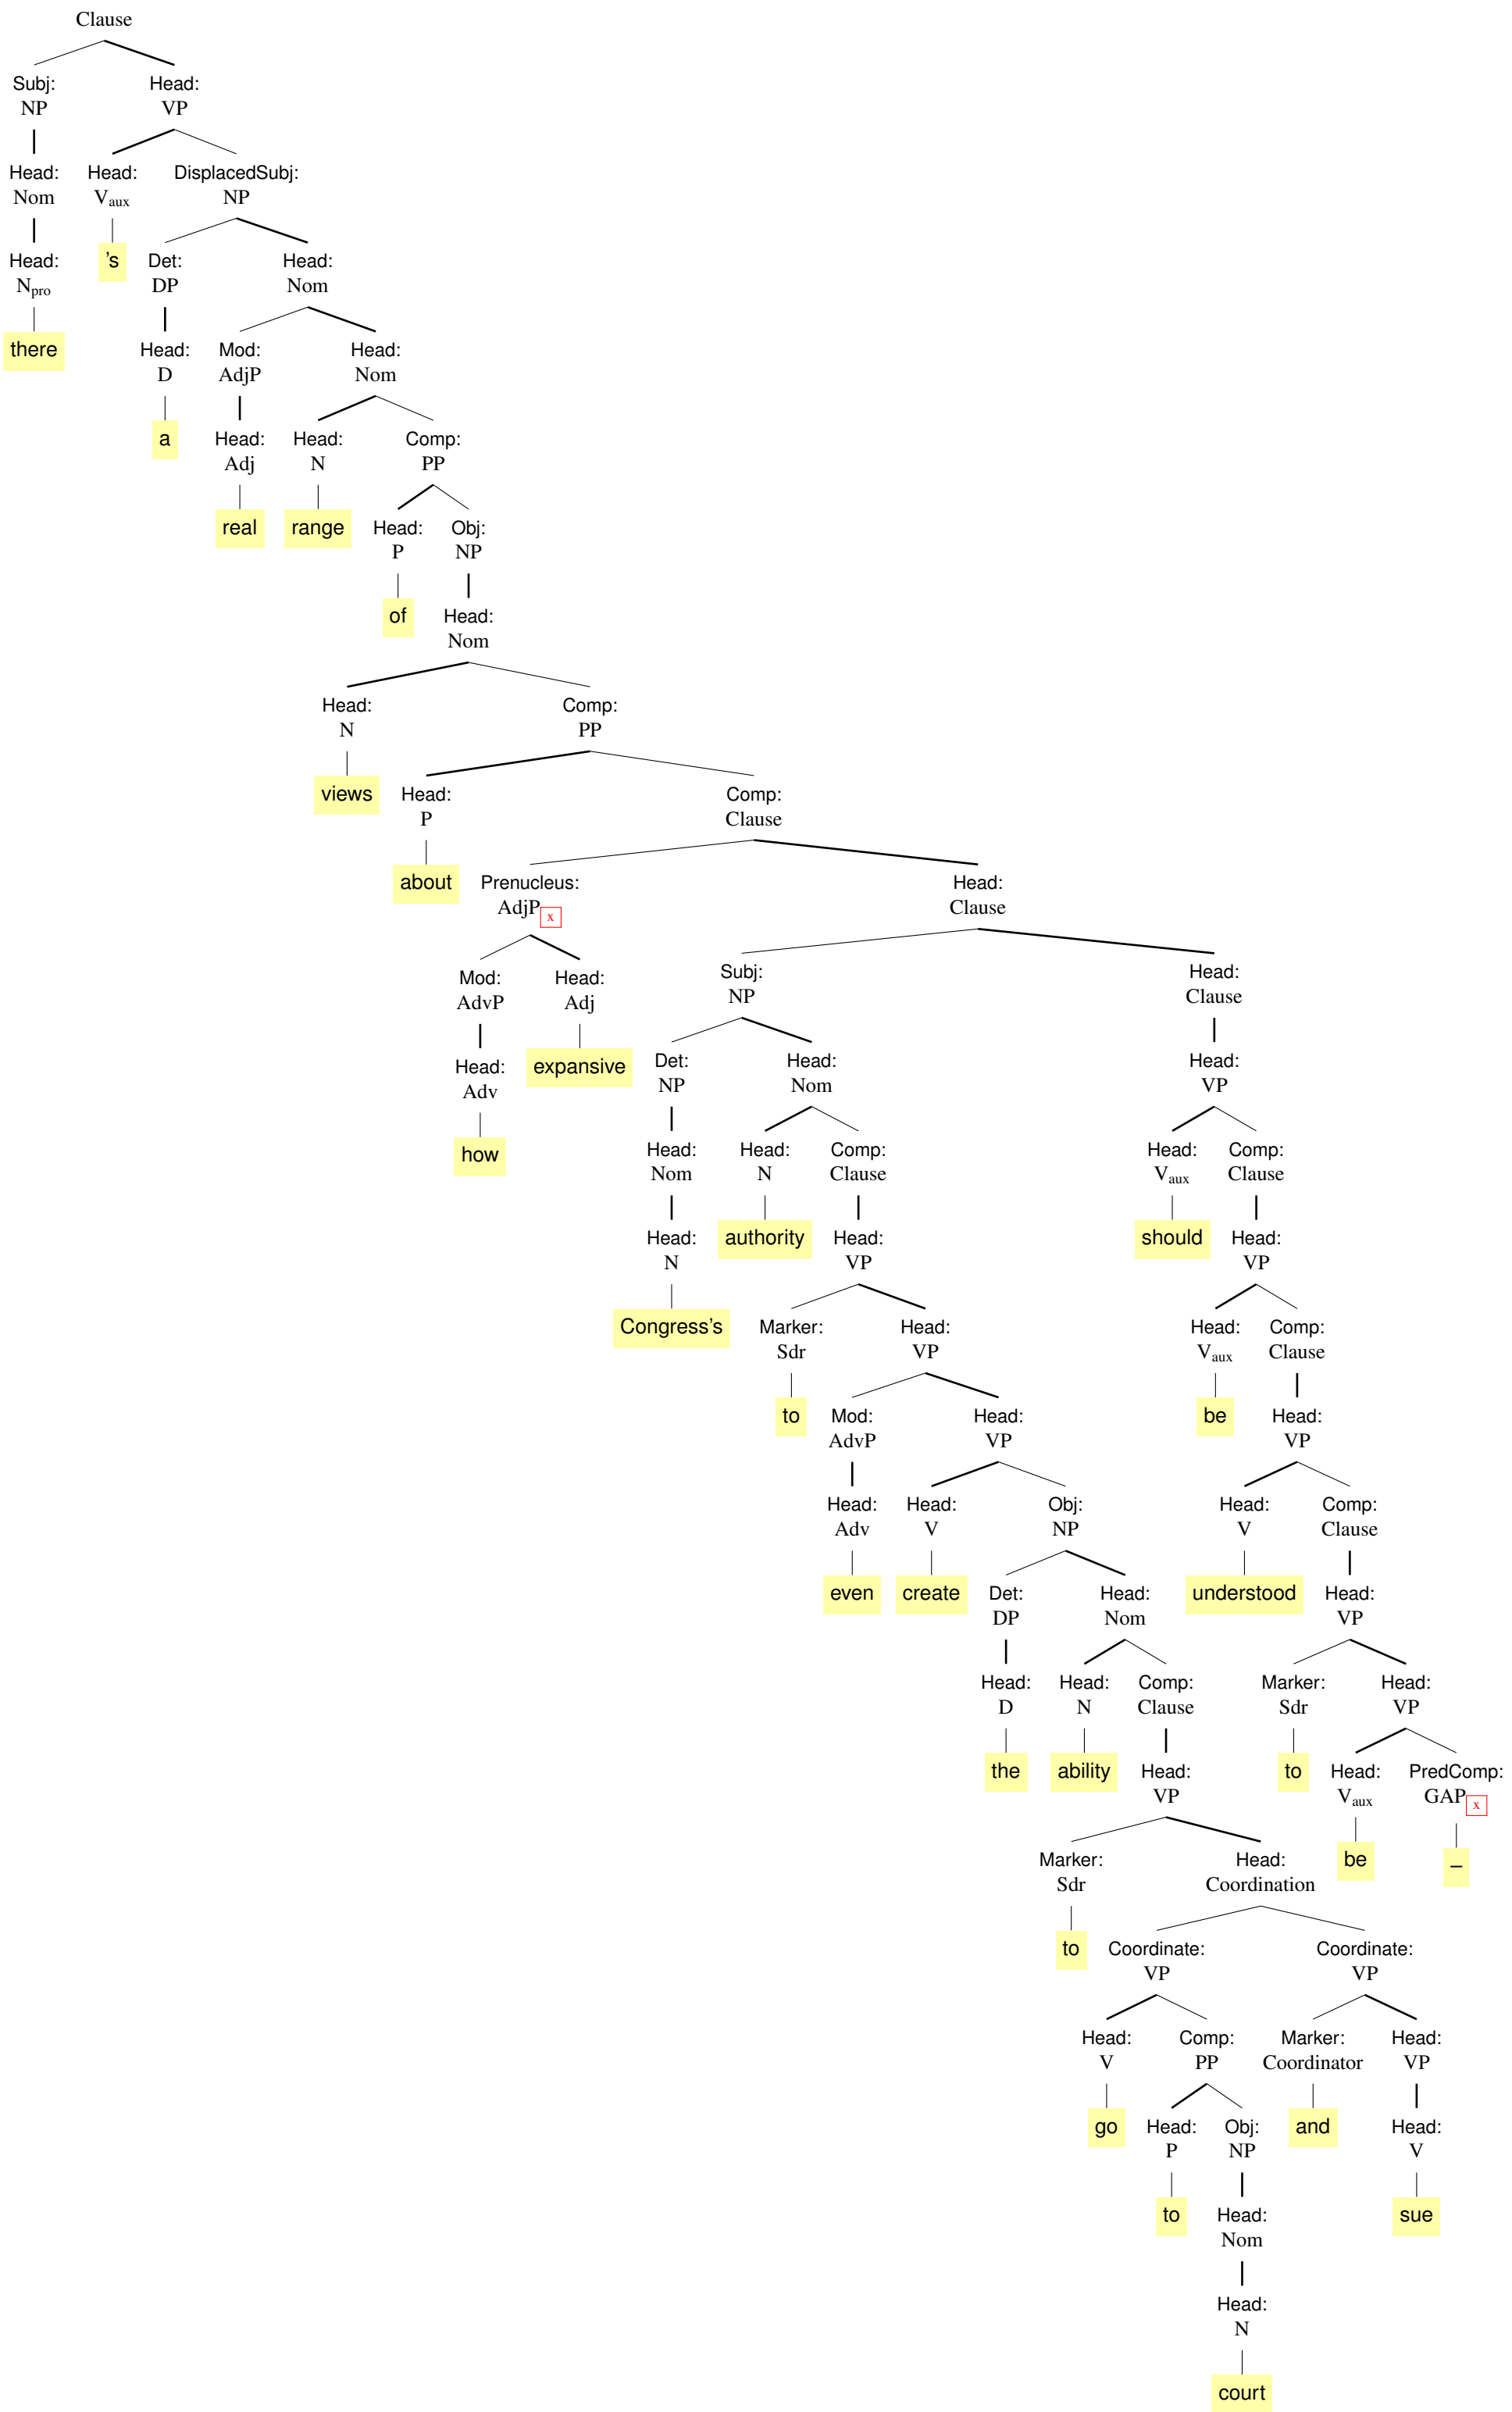 Clause
Subj: Head:
NP VP
Head: Head: DisplacedSubj:
Nom Vaux NP
Head: 's Det: Head:
Npro DP Nom
there Head: Mod: Head:
D AdjP Nom
a Head: Head: Comp:
Adj N PP
real range Head: Obj:
P NP
of Head:
Nom
Head: Comp:
N PP
views Head: Comp:
P Clause
about Prenucleus: Head:
AdjP x Clause
Mod: Head: Subj: Head:
AdvP Adj NP Clause
Head: expansive Det: Head: Head:
Adv NP Nom VP
how Head: Head: Comp: Head: Comp:
Nom N Clause Vaux Clause
Head: authority Head: should Head:
N VP VP
Congress's Marker: Head: Head: Comp:
Sdr VP Vaux Clause
to Mod: Head: be Head:
AdvP VP VP
Head: Head: Obj: Head: Comp:
Adv V NP V Clause
even create Det: Head: understood Head:
DP Nom VP
Head: Head: Comp: Marker: Head:
D N Clause Sdr VP
the ability Head: to Head: PredComp:
VP Vaux GAP x
Marker: Head: be –
Sdr Coordination
to Coordinate: Coordinate:
VP VP
Head: Comp: Marker: Head:
V PP Coordinator VP
go Head: Obj: and Head:
P NP V
to Head: sue
Nom
Head:
N
court